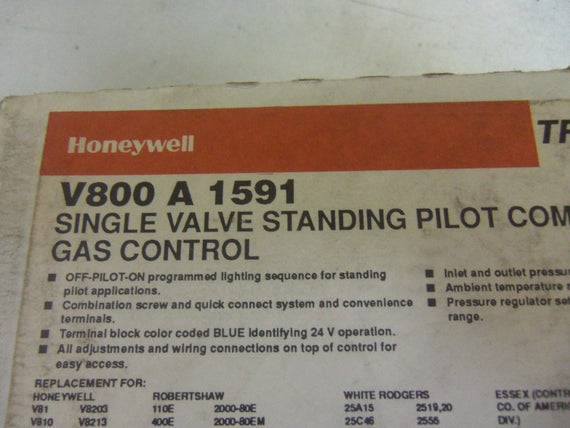 Honeywell
V800 A 1591
SINGLE VALVE STANDING PILOT
GAS CONTROL
■ OFF-PILOT-ON programmed lighting sequence for standing
pilot applications.
■ Combination screw and quick connect system and convenience
terminals.
■ Terminal block color coded BLUE identifying 24 V operation.
■ All adjustments and wiring connections on top of control for
easy access.
■ Inlet and outlet
■ Ambient temperature
■ Pressure regulator
range.
REPLACEMENT FOR:
HONEYWELL ROBERTSHAW WHITE RODGERS ESSEX
V81 V8203 110E 2000-80E 25A15 2519,20 CO. OF
V810 V8213 400E 2000-80EM 25C46 2556 DIV.)